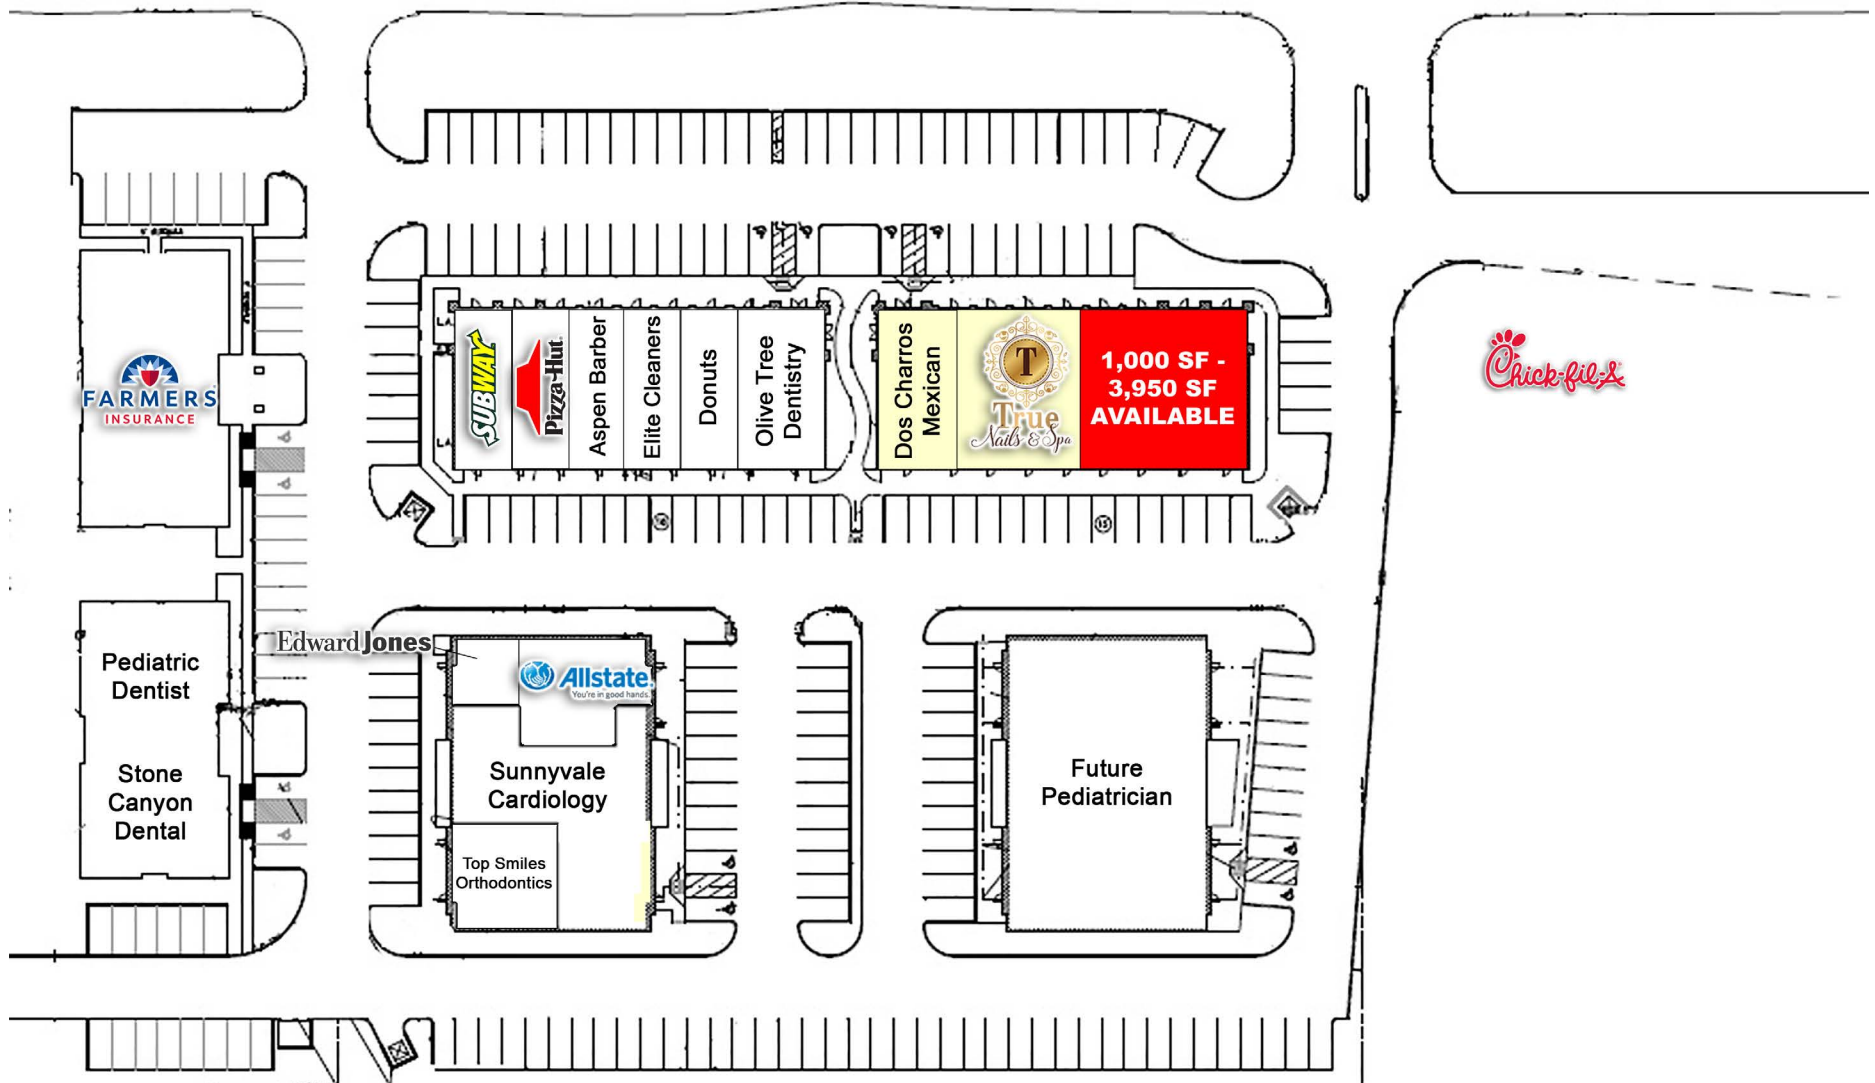 FARMERS
INSURANCE
SUBWAY
Pizza Hut
Aspen Barber
Elite Cleaners
Donuts
Olive Tree
Dentistry
Dos Charros
Mexican
T
True
Nails & Spa
1,000 SF -
3,950 SF
AVAILABLE
Chick-fil-A
16
15
Edward Jones
Allstate.
You're in good hands.
Pediatric
Dentist
Stone
Canyon
Dental
Sunnyvale
Cardiology
Top Smiles
Orthodontics
Future
Pediatrician